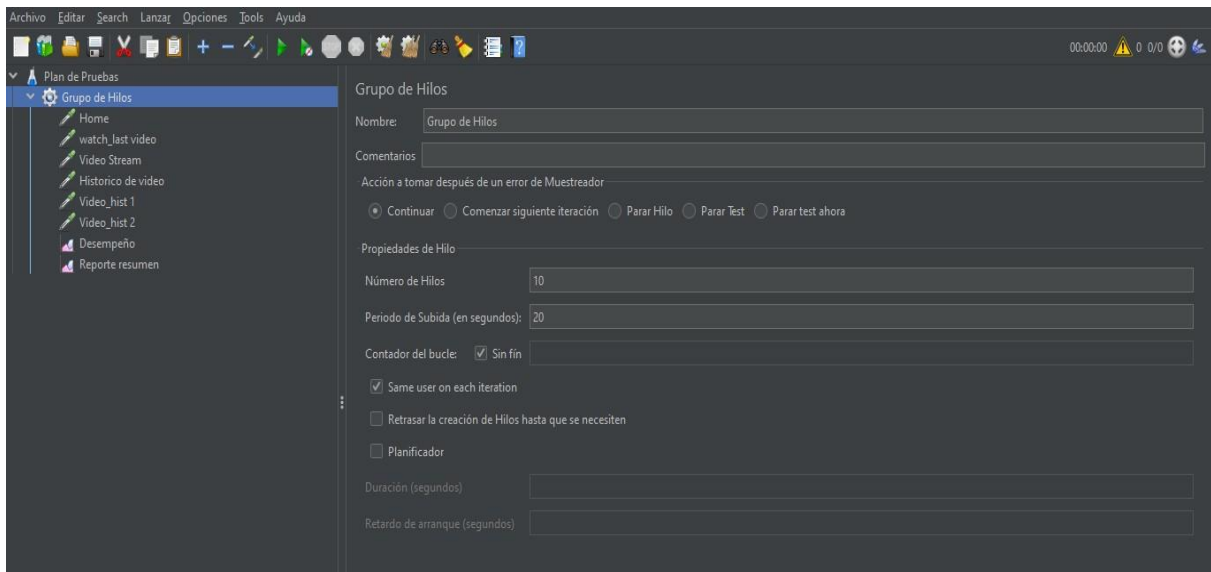 Archivo Editar Search Lanzar Opciones Tools Ayuda
00:00:00 0 0/0
Plan de Pruebas
Grupo de Hilos
Home
watch_last video
Video Stream
Historico de video
Video_hist 1
Video_hist 2
Desempeño
Reporte resumen
Grupo de Hilos
Nombre: Grupo de Hilos
Comentarios
Acción a tomar después de un error de Muestreador
Continuar Comenzar siguiente iteración Parar Hilo Parar Test Parar test ahora
Propiedades de Hilo
Número de Hilos 10
Periodo de Subida (en segundos): 20
Contador del bucle: Sin fín
Same user on each iteration
Retrasar la creación de Hilos hasta que se necesiten
Planificador
Duración (segundos)
Retardo de arranque (segundos)